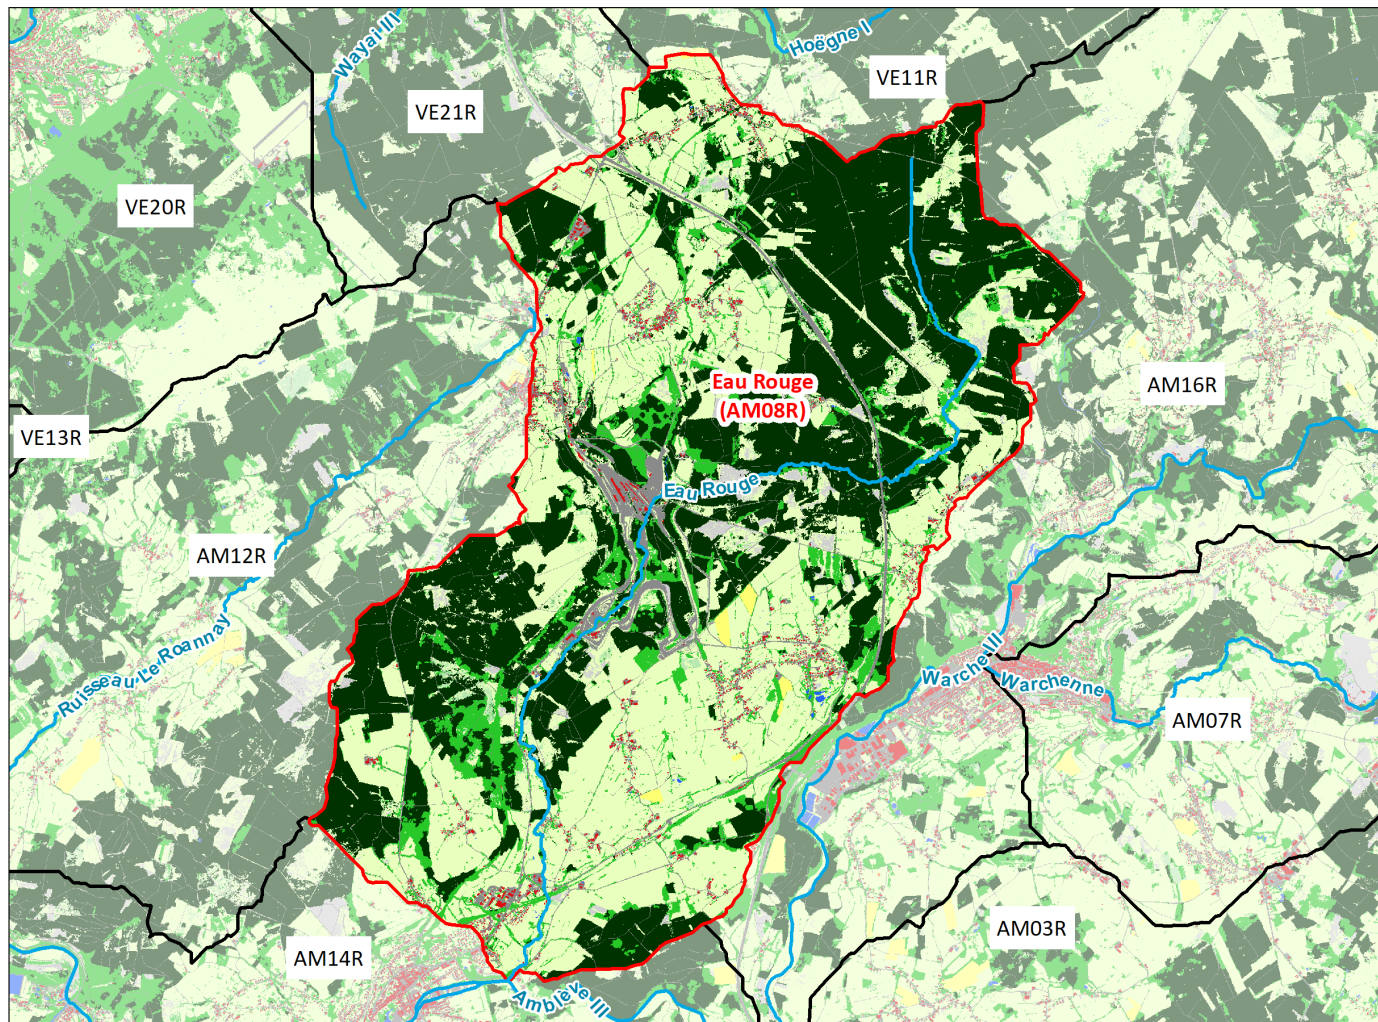 Wayai III
Hoëgne I
VE11R
VE21R
VE20R
Eau Rouge
(AM08R)
AM16R
VE13R
Eau Rouge
AM12R
Ruisseau Le Roannay
Warche III
Warchenne
AM07R
AM03R
AM14R
Amblève III